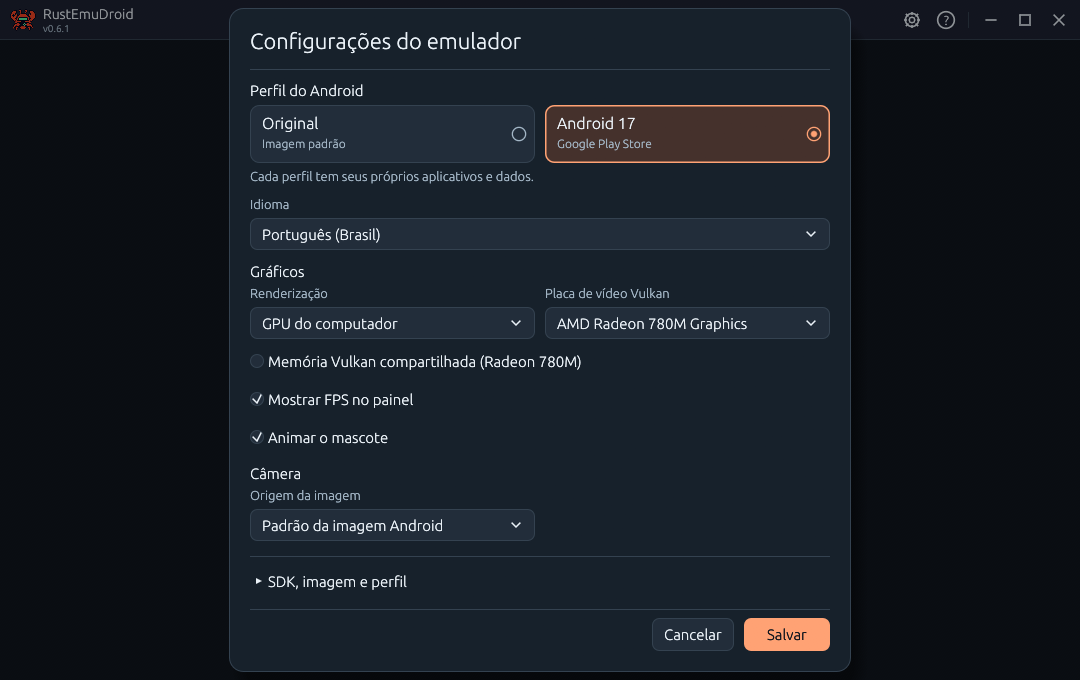 RustEmuDroid
v0.6.1
Configurações do emulador
Perfil do Android
Original
Imagem padrão
Android 17
Google Play Store
Cada perfil tem seus próprios aplicativos e dados.
Idioma
Português (Brasil)
Gráficos
Renderização
Placa de vídeo Vulkan
GPU do computador
AMD Radeon 780M Graphics
Memória Vulkan compartilhada (Radeon 780M)
Mostrar FPS no painel
Animar o mascote
Câmera
Origem da imagem
Padrão da imagem Android
SDK, imagem e perfil
Cancelar
Salvar